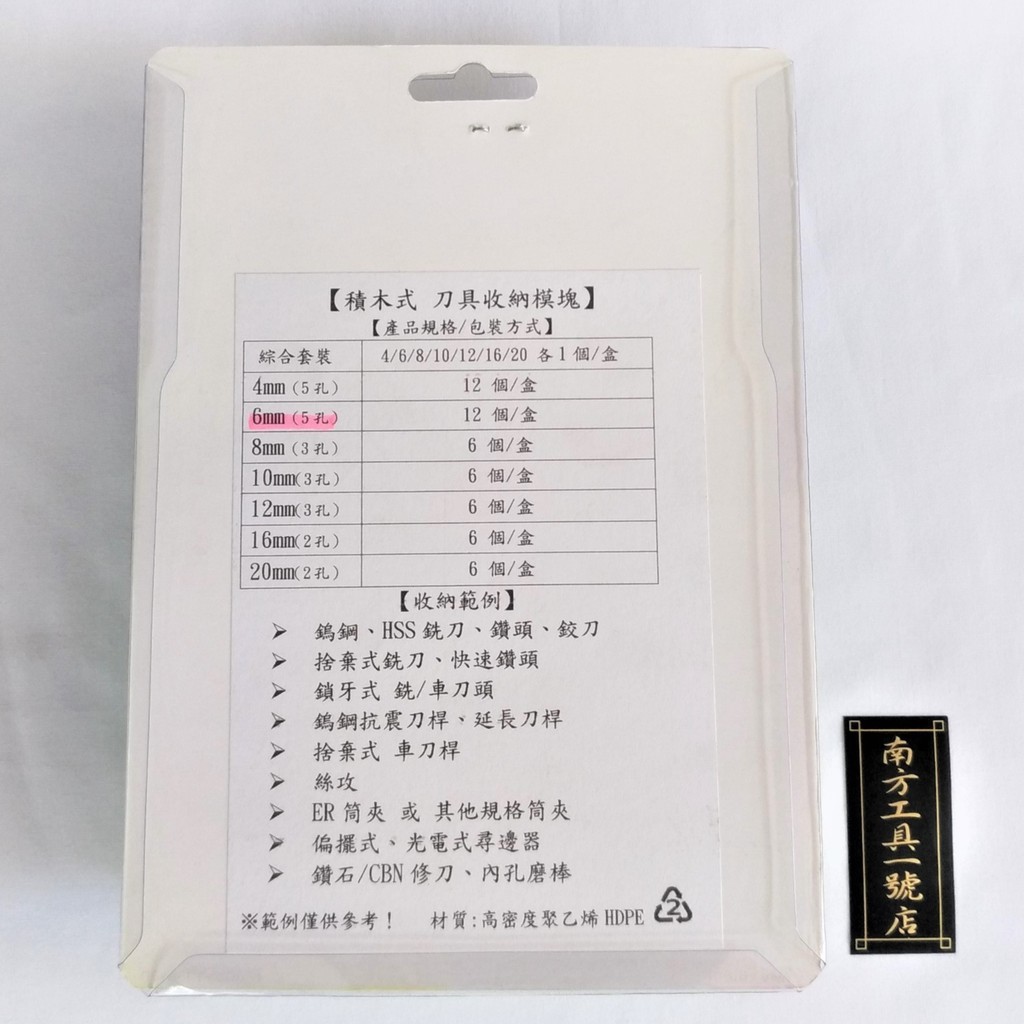 【積木式 刀具收納模塊】
【產品規格/包裝方式】
綜合套裝 4/6/8/10/12/16/20 各1個/盒
4mm(5孔) 12 個/盒
6mm(5孔) 12 個/盒
8mm(3孔) 6 個/盒
10mm(3孔) 6 個/盒
12mm(3孔) 6 個/盒
16mm(2孔) 6 個/盒
20mm(2孔) 6 個/盒
【收納範例】
➢ 鎢鋼、HSS 銑刀、鑽頭、鉸刀
➢ 捨棄式銑刀、快速鑽頭
➢ 鎖牙式 銑/車刀頭
➢ 鎢鋼抗震刀桿、延長刀桿
➢ 捨棄式 車刀桿
➢ 絲攻
➢ ER 筒夾 或 其他規格筒夾
➢ 偏擺式、光電式尋邊器
➢ 鑽石/CBN 修刀、內孔磨棒
※範例僅供參考! 材質:高密度聚乙烯 HDPE 2
南方工具一號店